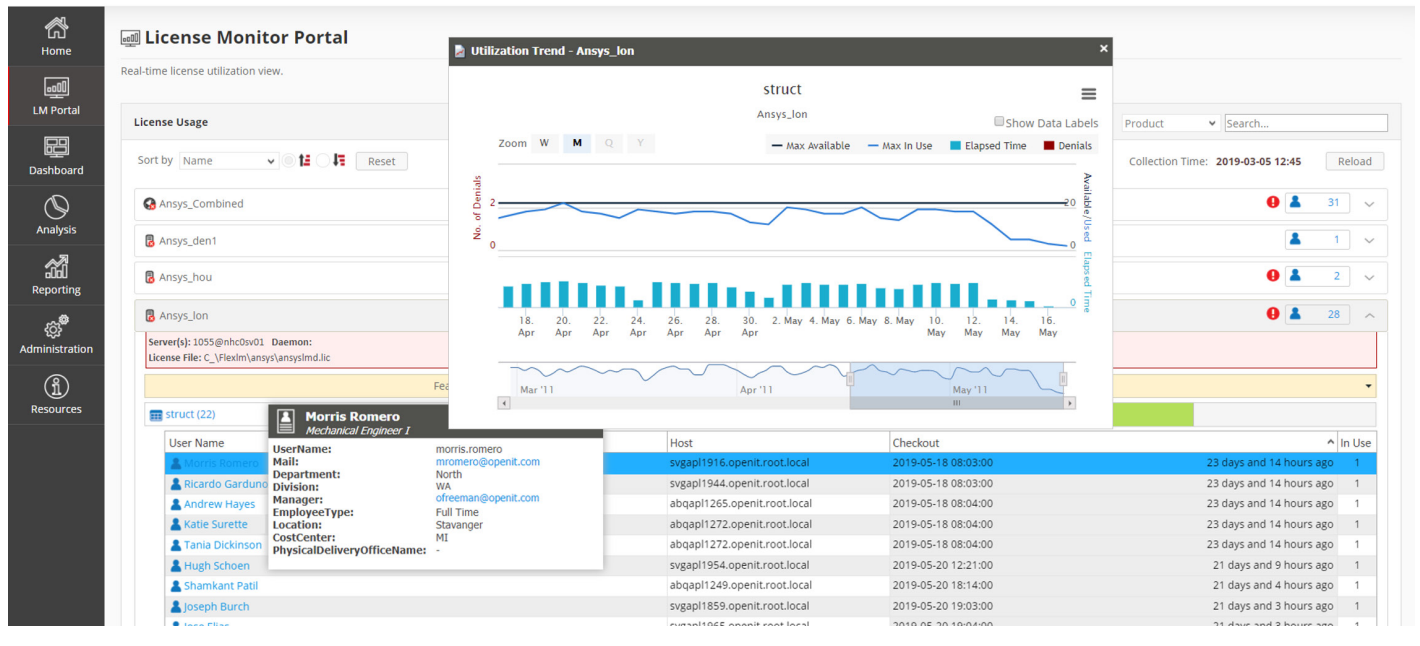 Home
LM Portal
Dashboard
Analysis
Reporting
Administration
Resources
License Monitor Portal
Real-time license utilization view.
License Usage
Product
Search...
Sort by Name
Reset
Collection Time: 2019-03-05 12:45
Reload
Ansys_Combined
31
Ansys_den1
1
Ansys_hou
2
Ansys_lon
28
Server(s): 1055@nhc0sv01 Daemon:
License File: C_\Flexlm\ansys\ansyslmd.lic
Fea
struct (22)
Utilization Trend - Ansys_lon
×
struct
Ansys_lon
Show Data Labels
Zoom W M Q Y
Max Available Max In Use Elapsed Time Denials
No. of Denials
2
0
20
0
0
Available/Used
Elapsed Time
18. Apr
20. Apr
22. Apr
24. Apr
26. Apr
28. Apr
30. Apr
2. May
4. May
6. May
8. May
10. May
12. May
14. May
16. May
Mar '11
Apr '11
May '11
User Name Host Checkout In Use
Morris Romero svgapl1916.openit.root.local 2019-05-18 08:03:00 23 days and 14 hours ago 1
Ricardo Garduno svgapl1944.openit.root.local 2019-05-18 08:03:00 23 days and 14 hours ago 1
Andrew Hayes abqapl1265.openit.root.local 2019-05-18 08:04:00 23 days and 14 hours ago 1
Katie Surette abqapl1272.openit.root.local 2019-05-18 08:04:00 23 days and 14 hours ago 1
Tania Dickinson abqapl1272.openit.root.local 2019-05-18 08:04:00 23 days and 14 hours ago 1
Hugh Schoen svgapl1954.openit.root.local 2019-05-20 12:21:00 21 days and 9 hours ago 1
Shamkant Patil abqapl1249.openit.root.local 2019-05-20 18:14:00 21 days and 4 hours ago 1
Joseph Burch svgapl1859.openit.root.local 2019-05-20 19:03:00 21 days and 3 hours ago 1
Morris Romero
Mechanical Engineer I
UserName: morris.romero
Mail: mromero@openit.com
Department: North
Division: WA
Manager: ofreeman@openit.com
EmployeeType: Full Time
Location: Stavanger
CostCenter: MI
PhysicalDeliveryOfficeName: -